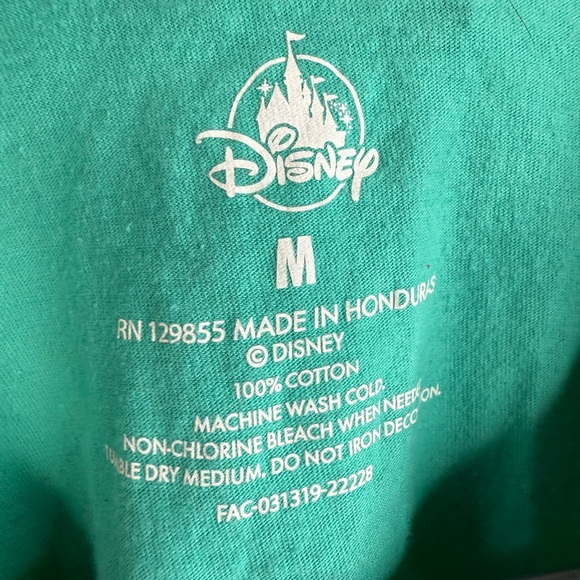 Disney
M
RN 129855 MADE IN HONDURAS
© DISNEY
100% COTTON
MACHINE WASH COLD.
NON-CHLORINE BLEACH WHEN
DRY MEDIUM. DO NOT IRON
FAC-031319-22228